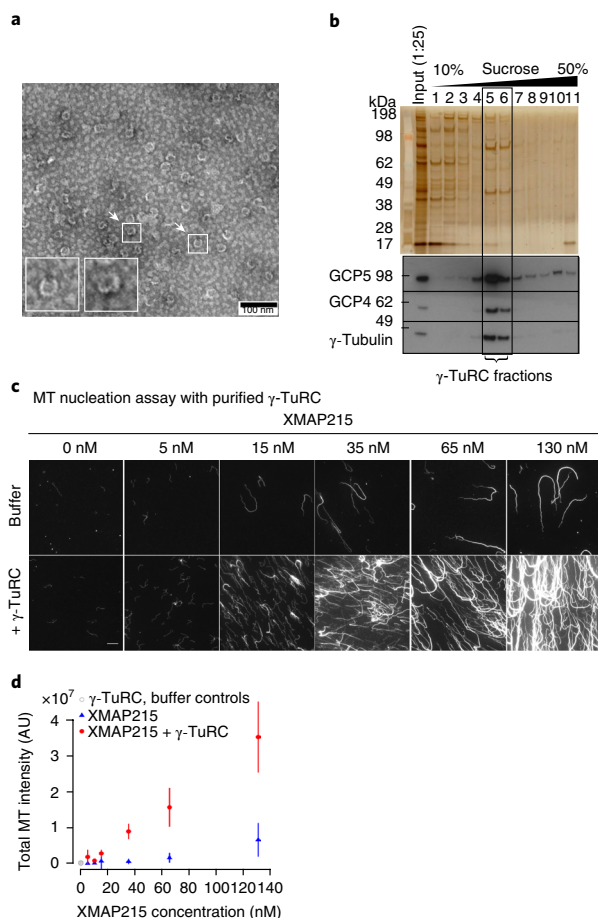 a
100 nm
b
Input (1:25)
10% Sucrose 50%
1 2 3 4 5 6 7 8 9 10 11
kDa
198
98
62
49
38
28
17
GCP5 98
GCP4 62
49
γ-Tubulin
γ-TuRC fractions
c
MT nucleation assay with purified γ-TuRC
XMAP215
0 nM 5 nM 15 nM 35 nM 65 nM 130 nM
Buffer
+ γ-TuRC
d
×10⁷
γ-TuRC, buffer controls
XMAP215
XMAP215 + γ-TuRC
Total MT intensity (AU)
4
3
2
1
0
0 20 40 60 80 100 120 140
XMAP215 concentration (nM)